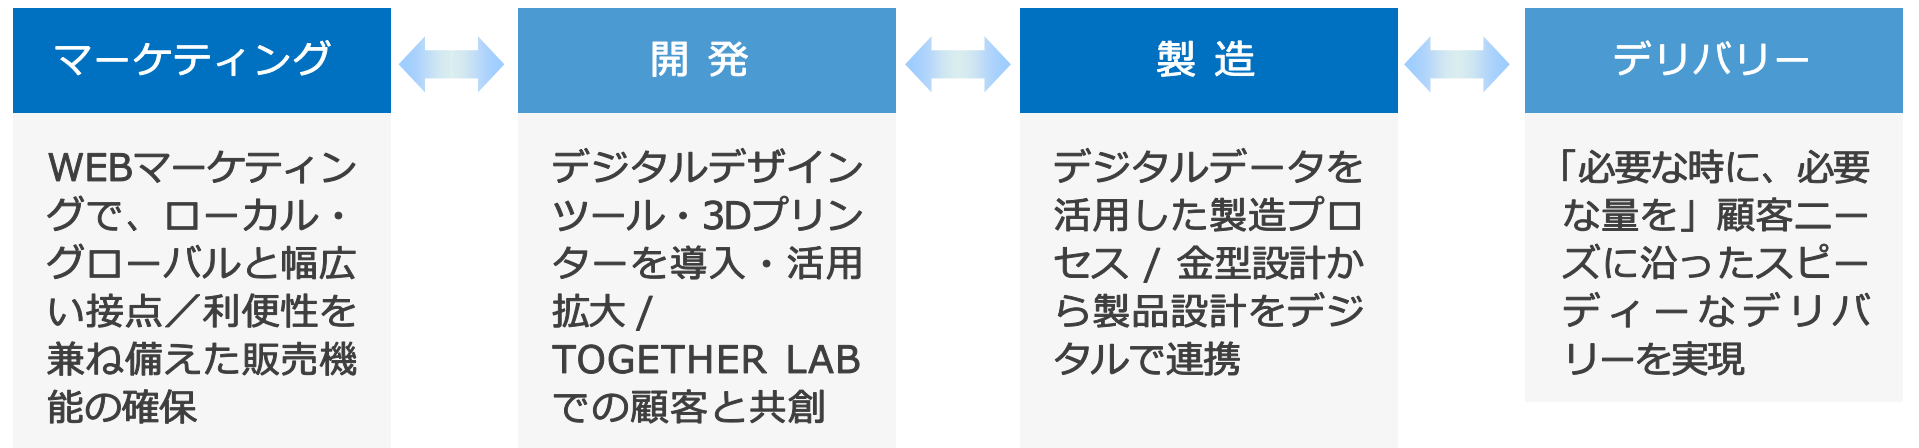 マーケティング
WEBマーケティン
グで、ローカル・
グローバルと幅広
い接点／利便性を
兼ね備えた販売機
能の確保
開 発
デジタルデザイン
ツール・3Dプリン
ターを導入・活用
拡大 /
TOGETHER LAB
での顧客と共創
製 造
デジタルデータを
活用した製造プロ
セス / 金型設計か
ら製品設計をデジ
タルで連携
デリバリー
「必要な時に、必要
な量を」顧客ニー
ズに沿ったスピー
ディーなデリバ
リーを実現